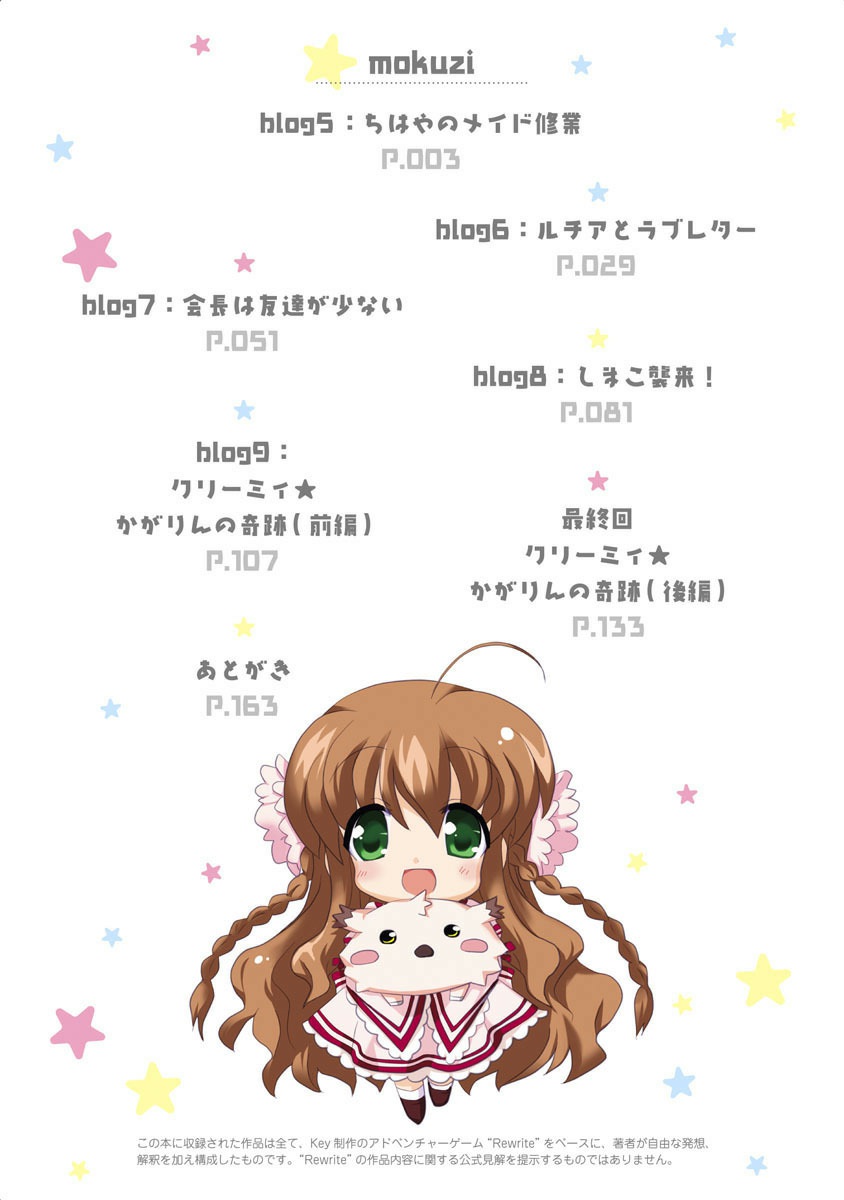 mokuzi
blog5：ちはやのメイド修業
P.003
blog6：ルチアとラブレター
P.029
blog7：会長は友達が少ない
P.051
blog8：しまこ襲来！
P.081
blog9：
クリーミィ★
かがりんの奇跡(前編)
P.107
最終回
クリーミィ★
かがりんの奇跡(後編)
P.133
あとがき
P.163
この本に収録された作品は全て、Key 制作のアドベンチャーゲーム “Rewrite” をベースに、著者が自由な発想、
解釈を加え構成したものです。“Rewrite” の作品内容に関する公式見解を提示するものではありません。